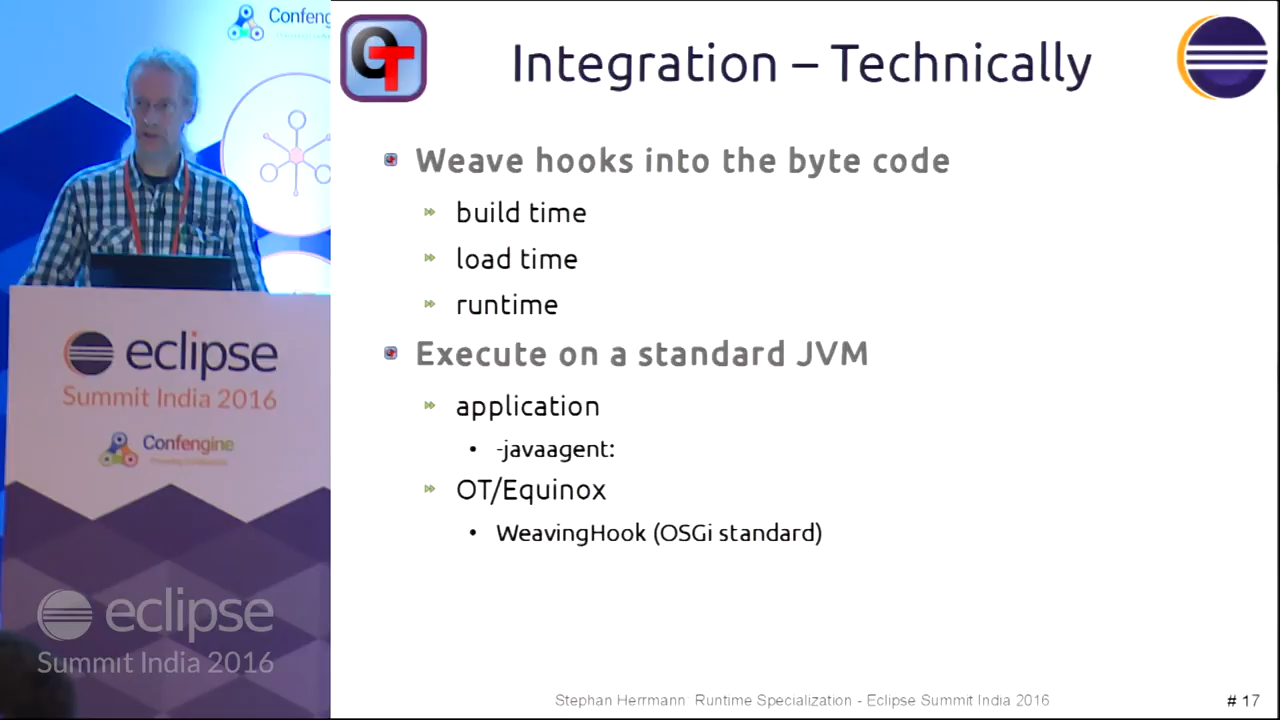 Confeng
OT
Integration – Technically
Weave hooks into the byte code
build time
load time
runtime
Execute on a standard JVM
application
-javaagent:
OT/Equinox
WeavingHook (OSGi standard)
eclipse
Summit India 2016
Confengine
eclipse
Summit India 2016
Stephan Herrmann: Runtime Specialization - Eclipse Summit India 2016
# 17